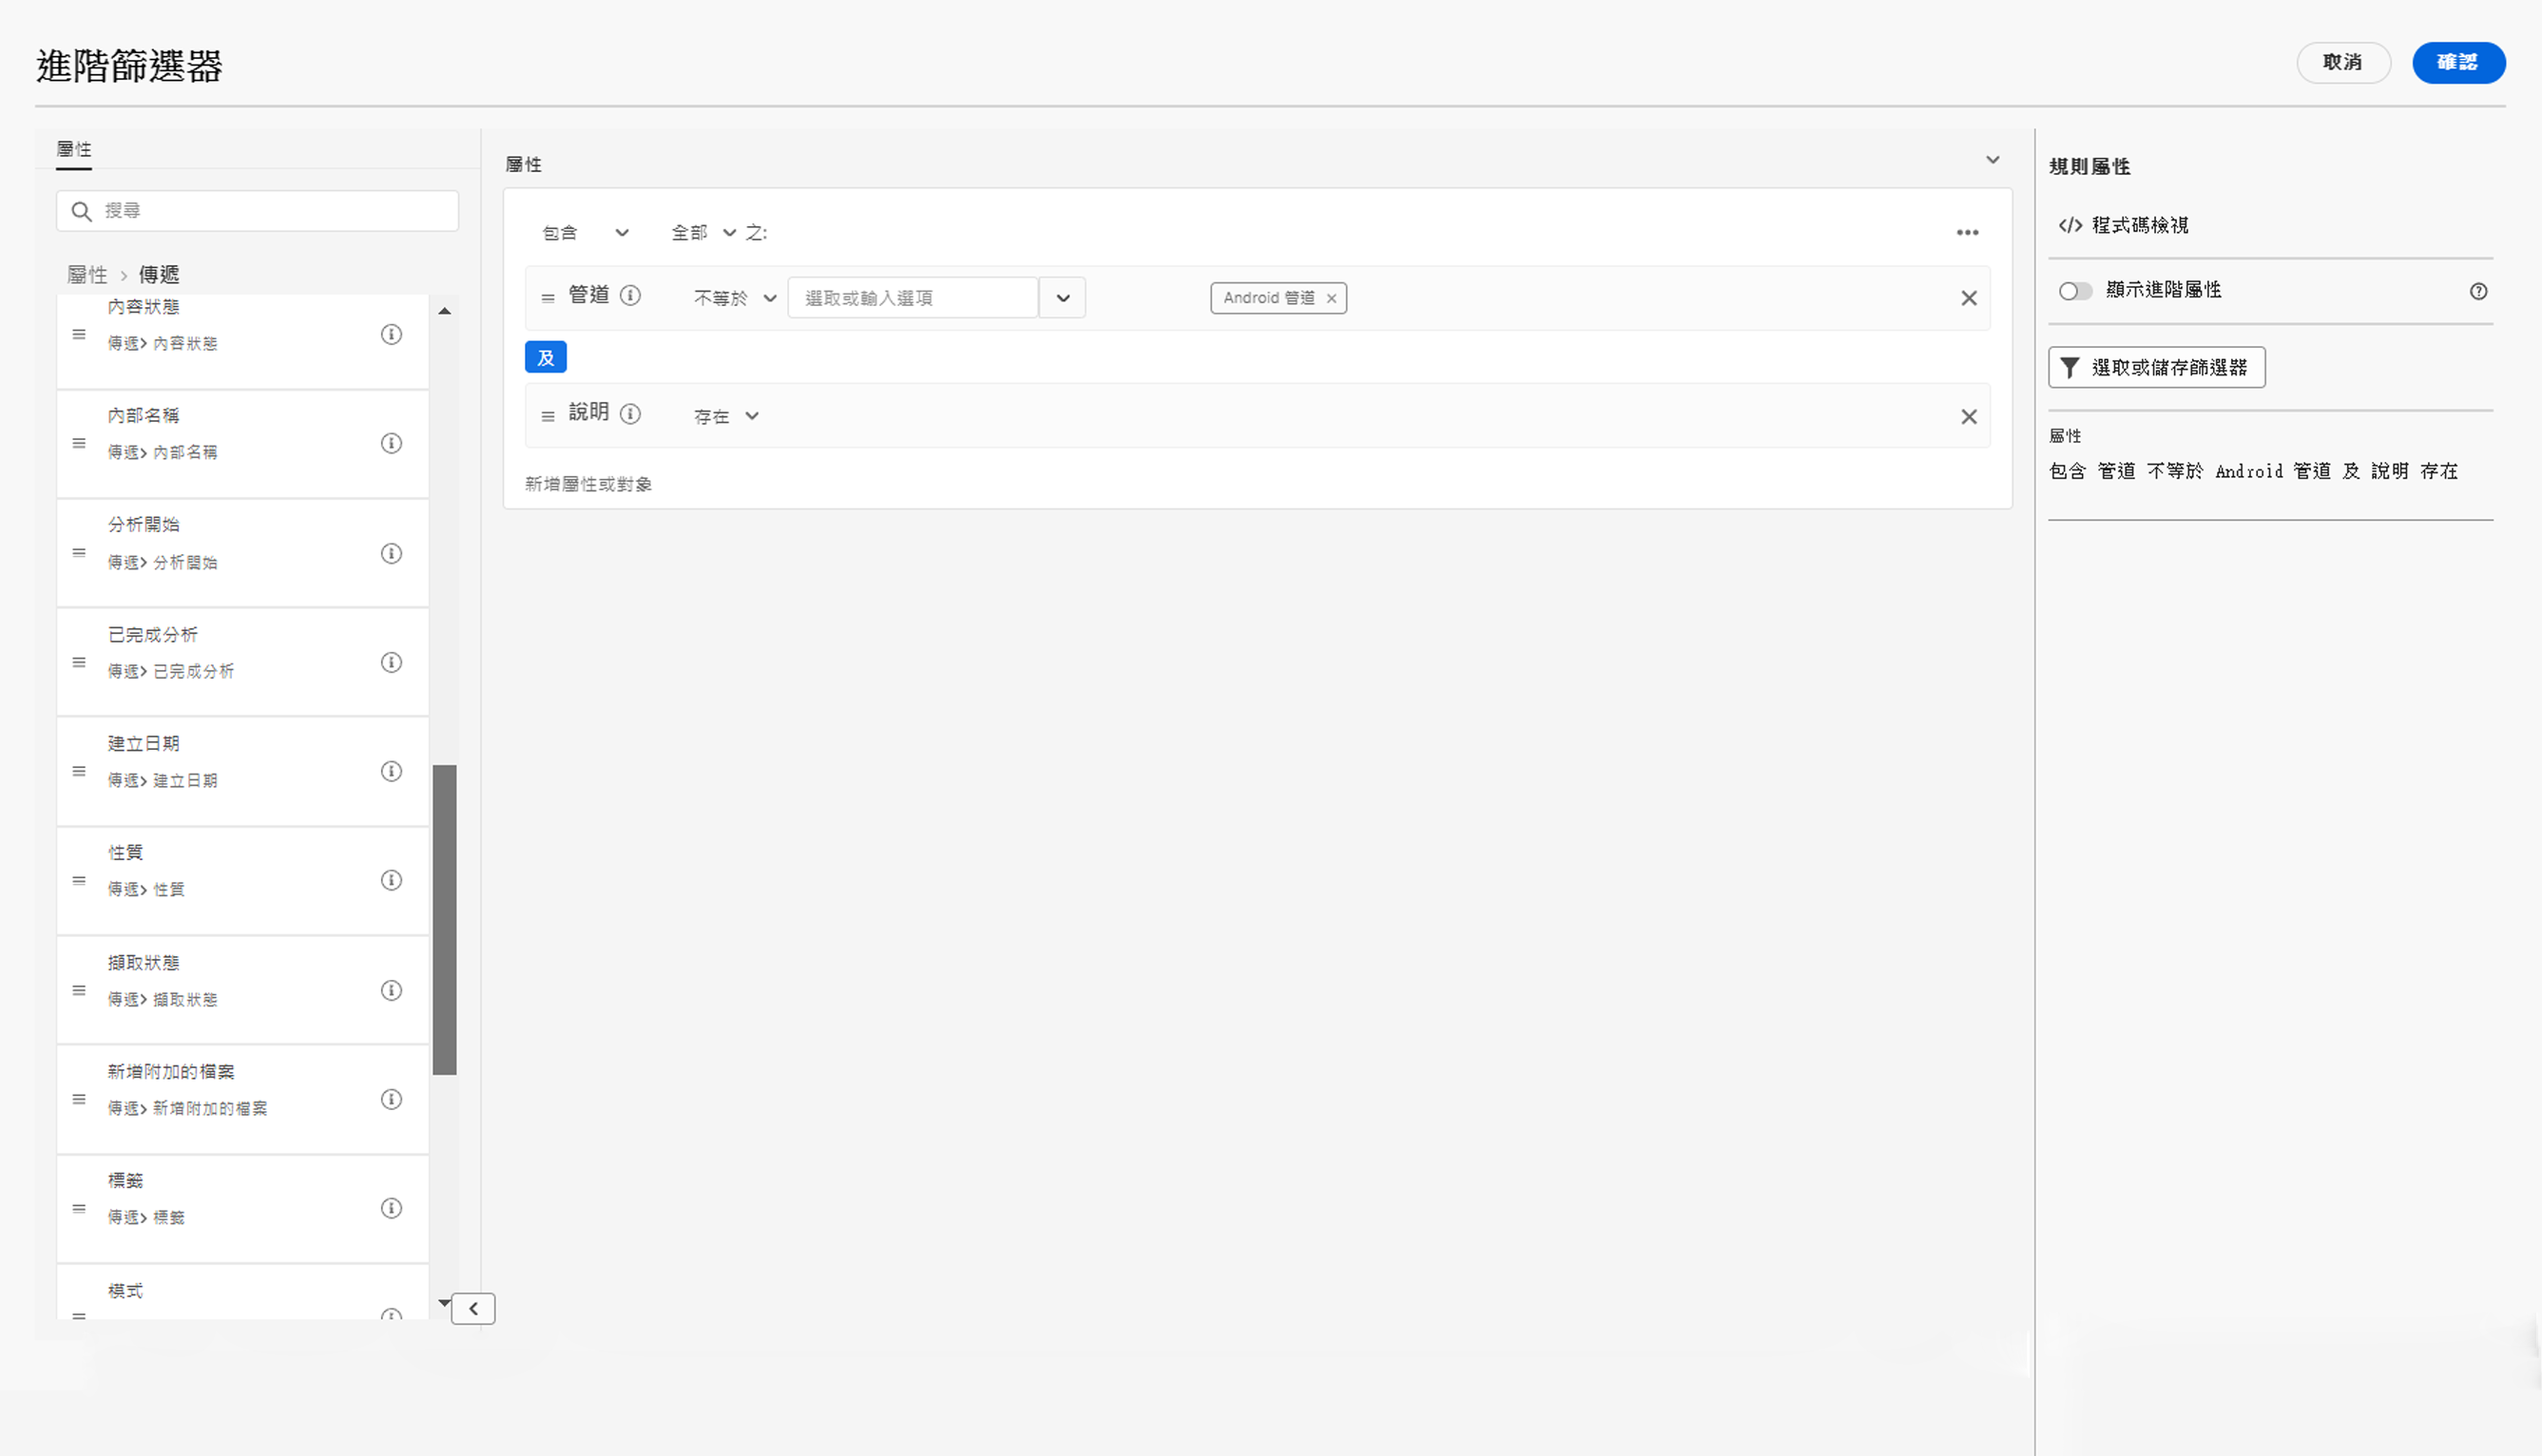 進階篩選器
取消
確認
屬性
搜尋
屬性 > 傳遞
內容狀態
傳遞> 內容狀態
內部名稱
傳遞> 內部名稱
分析開始
傳遞> 分析開始
已完成分析
傳遞> 已完成分析
建立日期
傳遞> 建立日期
性質
傳遞> 性質
擷取狀態
傳遞> 擷取狀態
新增附加的檔案
傳遞> 新增附加的檔案
標籤
傳遞> 標籤
模式
屬性
包含 全部 之:
管道 不等於 選取或輸入選項 Android 管道
及
說明 存在
新增屬性或對象
規則屬性
</> 程式碼檢視
顯示進階屬性
選取或儲存篩選器
屬性
包含 管道 不等於 Android 管道 及 說明 存在